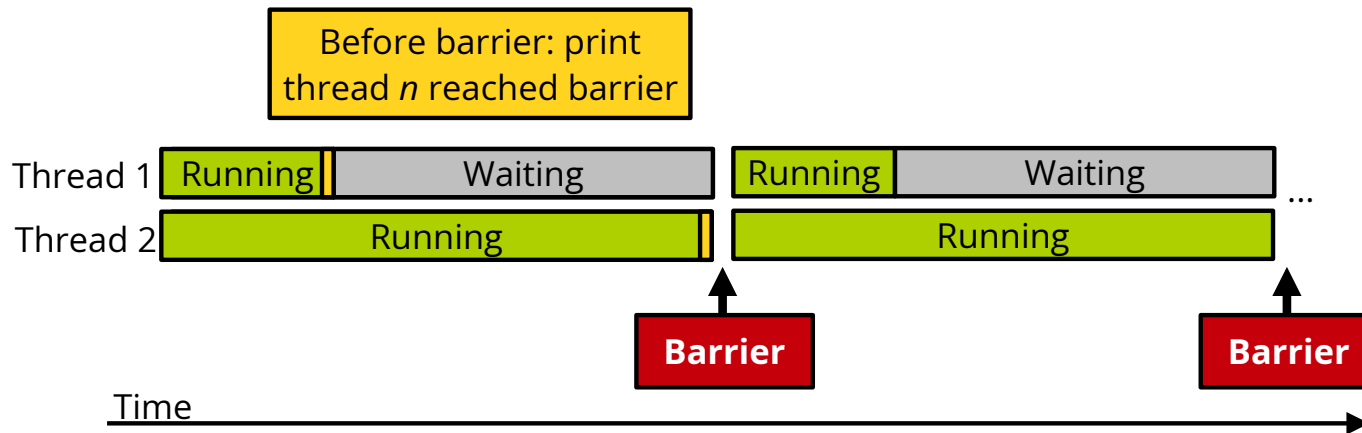 Before barrier: print
thread n reached barrier
Thread 1 Running Waiting Running Waiting
...
Thread 2 Running Running
Barrier Barrier
Time